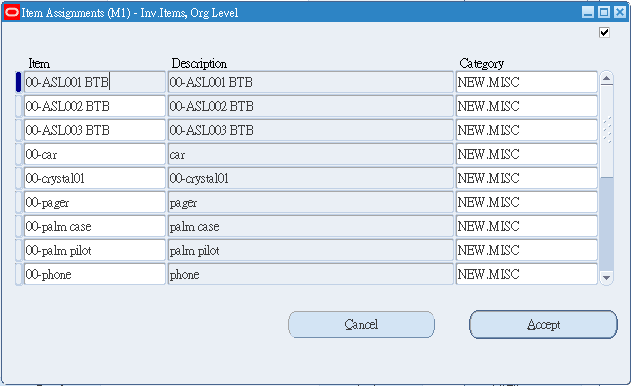 Item Assignments (M1) - Inv.Items, Org Level
Item Description Category
00-ASL001 BTB 00-ASL001 BTB NEW.MISC
00-ASL002 BTB 00-ASL002 BTB NEW.MISC
00-ASL003 BTB 00-ASL003 BTB NEW.MISC
00-car car NEW.MISC
00-crystal01 00-crystal01 NEW.MISC
00-pager pager NEW.MISC
00-palm case palm case NEW.MISC
00-palm pilot palm pilot NEW.MISC
00-phone phone NEW.MISC
Cancel Accept